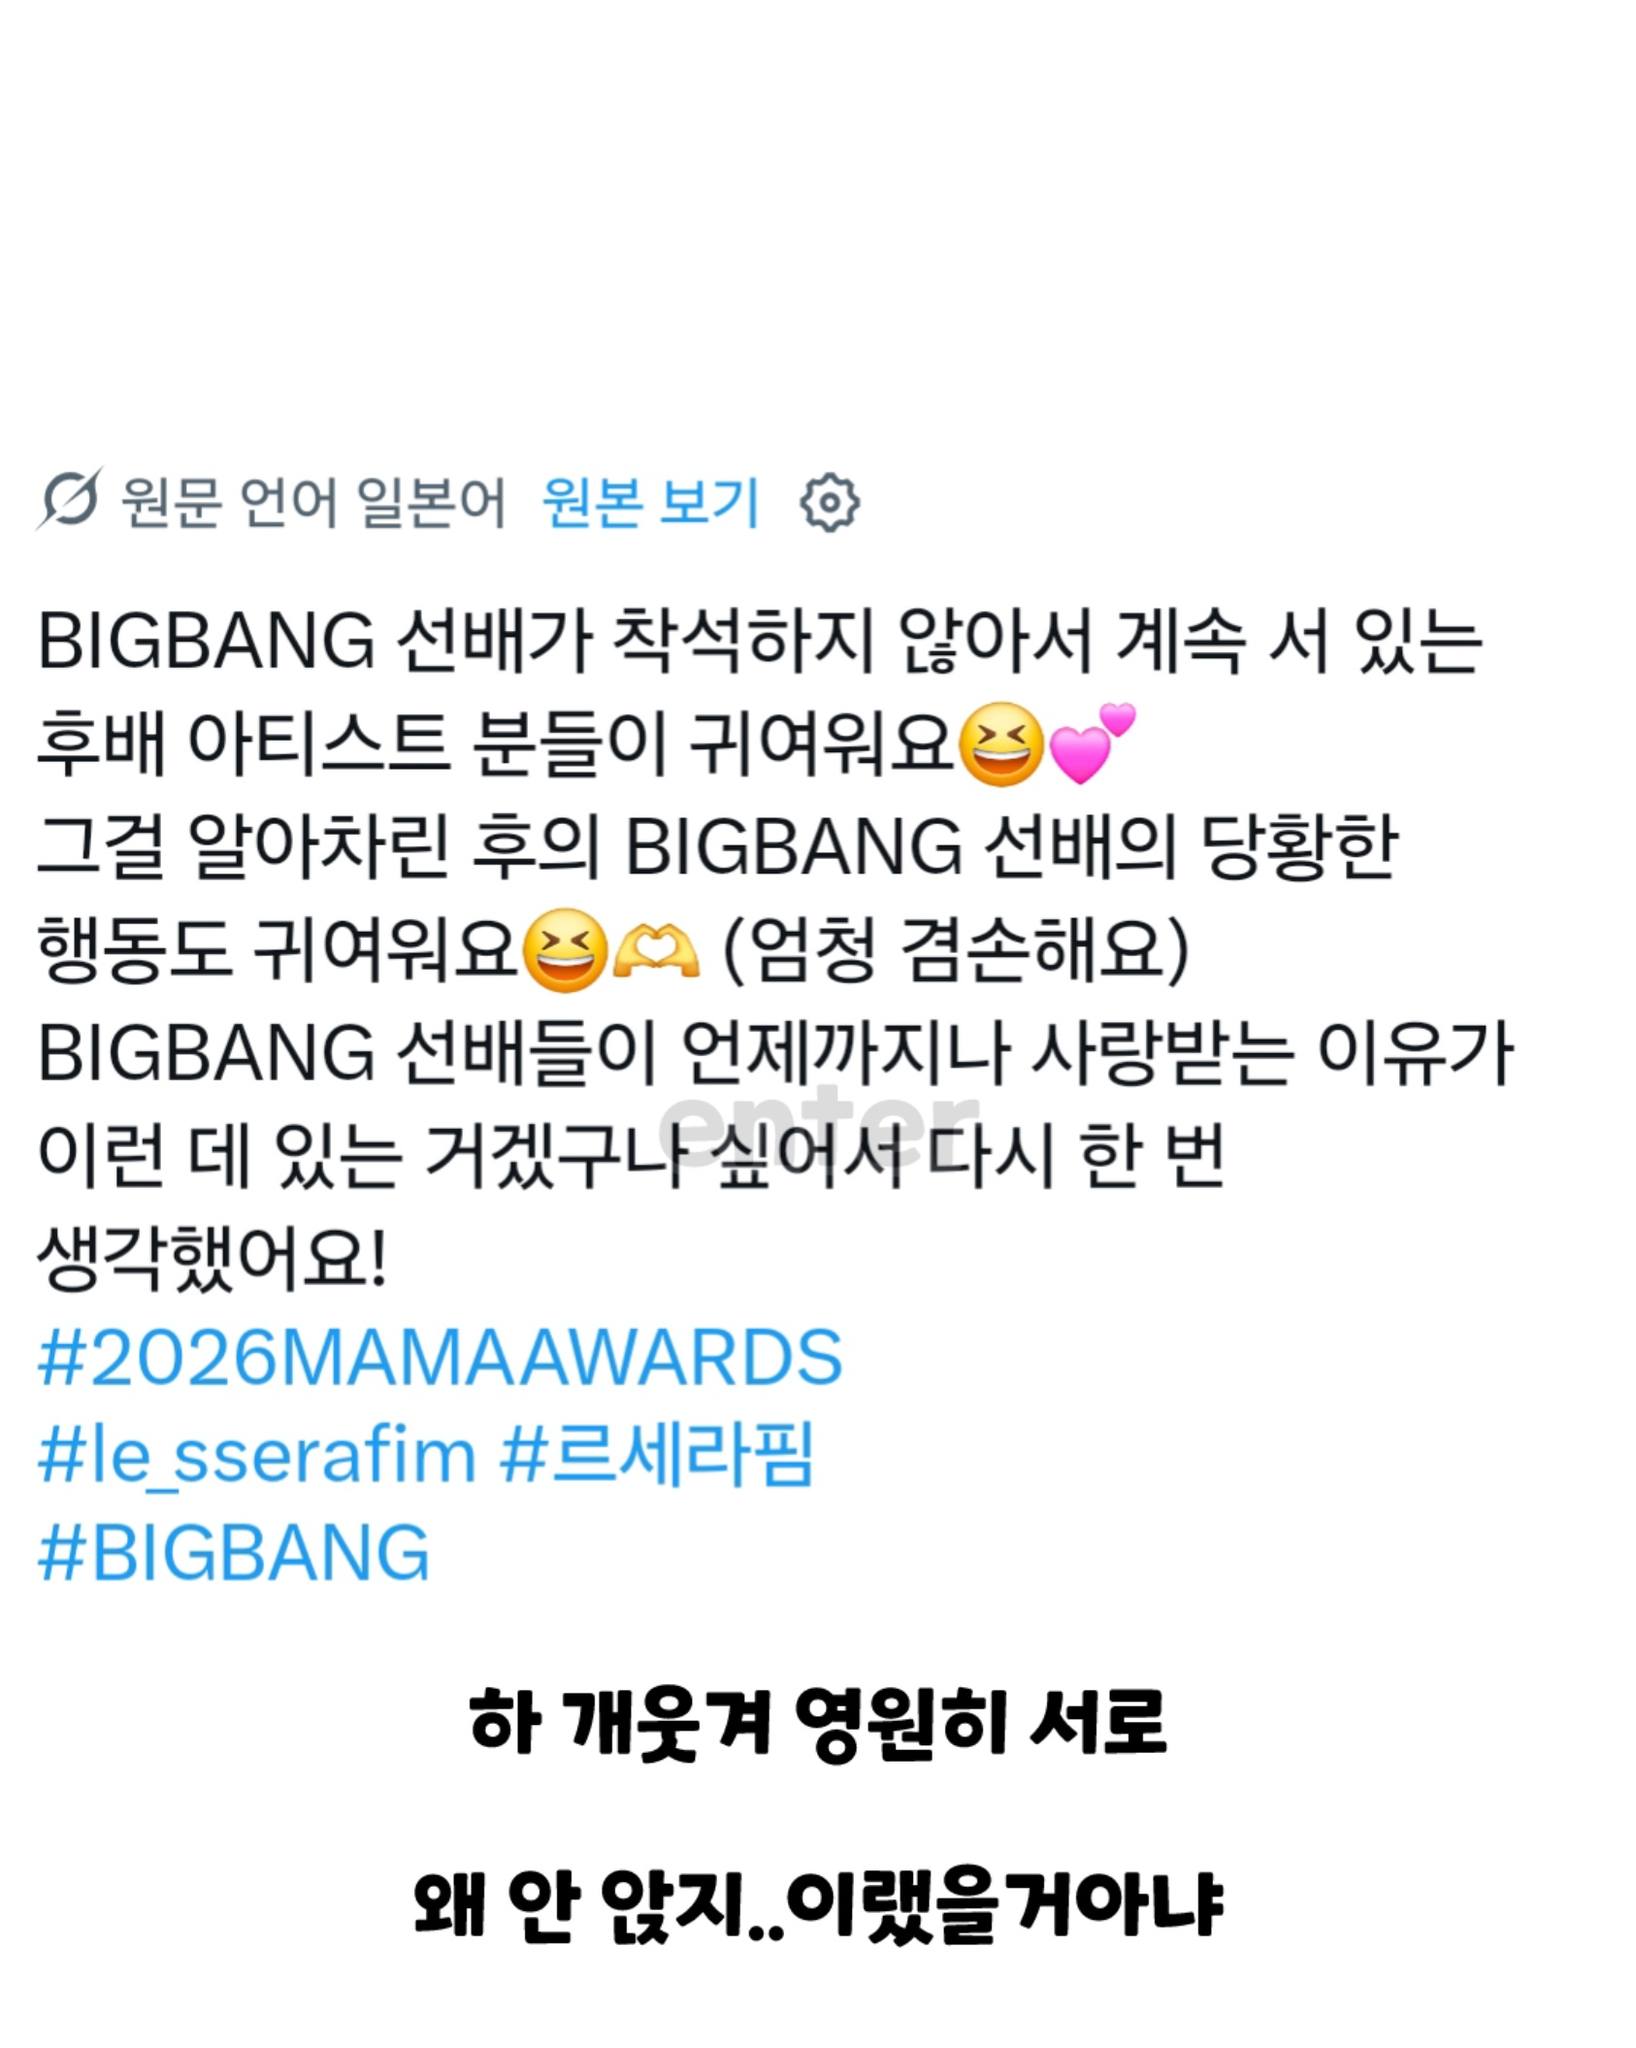 원문 언어 일본어 원본 보기
BIGBANG 선배가 착석하지 않아서 계속 서 있는
후배 아티스트 분들이 귀여워요😆💕
그걸 알아차린 후의 BIGBANG 선배의 당황한
행동도 귀여워요😆🫶 (엄청 겸손해요)
BIGBANG 선배들이 언제까지나 사랑받는 이유가
이런 데 있는 거겠구나 싶어서 다시 한 번
생각했어요!
#2026MAMAAWARDS
#le_sserafim #르세라핌
#BIGBANG
enter
하 개웃겨 영원히 서로
왜 안 앉지..이랬을거아냐